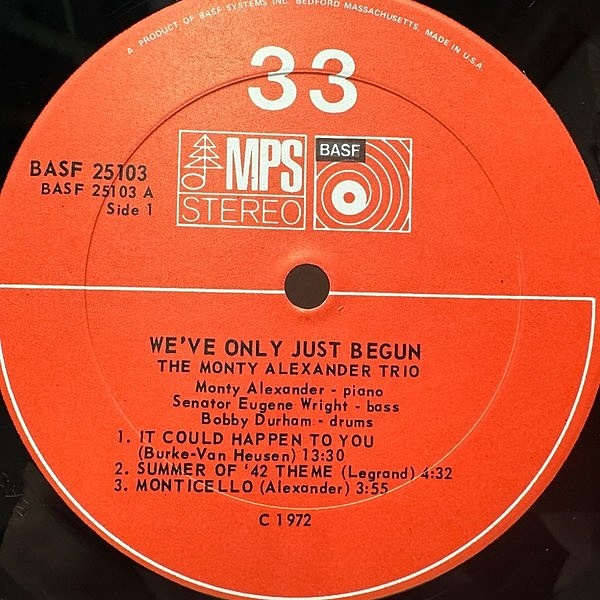 A PRODUCT OF BASF SYSTEMS INC. BEDFORD MASSACHUSETTS. MADE IN U.S.A.
33
MPS
STEREO
BASF
BASF 25103
BASF 25103 A
Side 1
WE'VE ONLY JUST BEGUN
THE MONTY ALEXANDER TRIO
Monty Alexander - piano
Senator Eugene Wright - bass
Bobby Durham - drums
1. IT COULD HAPPEN TO YOU
(Burke-Van Heusen) 13:30
2. SUMMER OF '42 THEME (Legrand) 4:32
3. MONTICELLO (Alexander) 3:55
C 1972